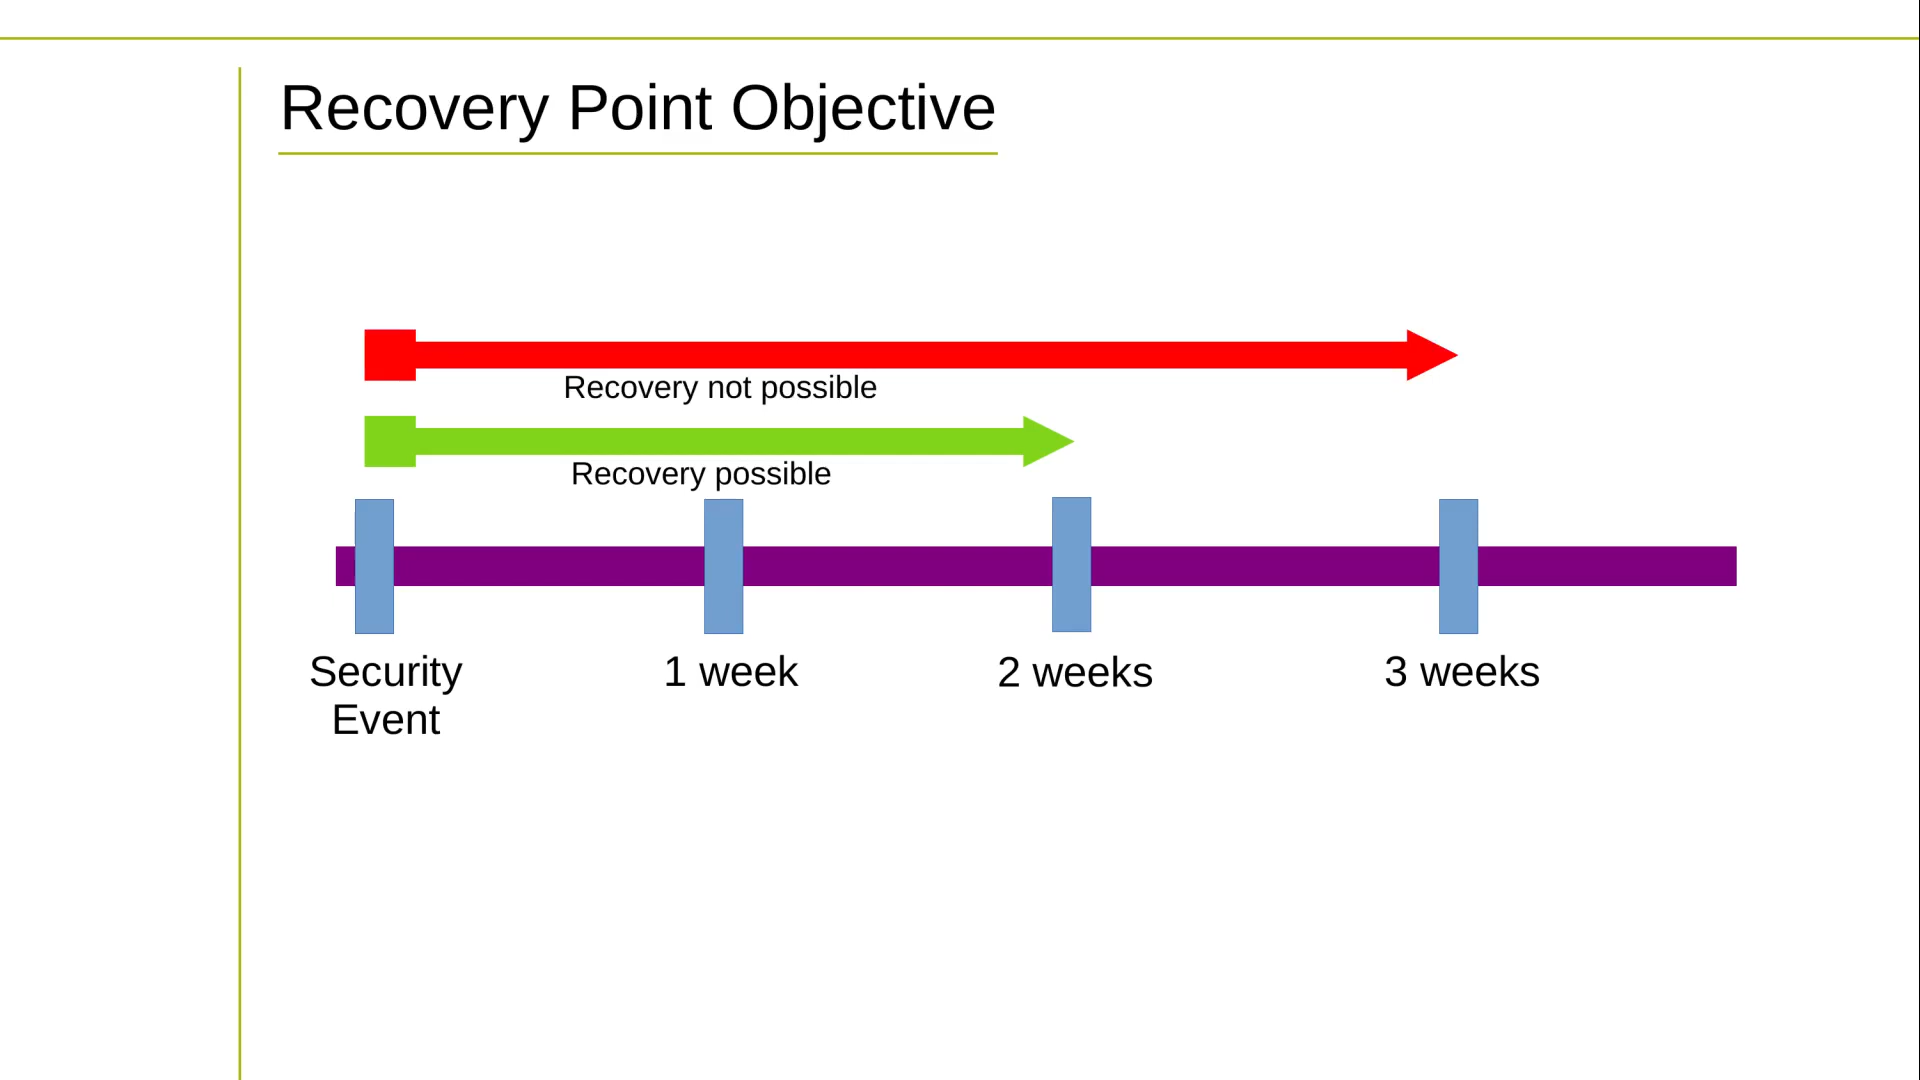 Recovery Point Objective
Recovery not possible
Recovery possible
Security
Event
1 week
2 weeks
3 weeks